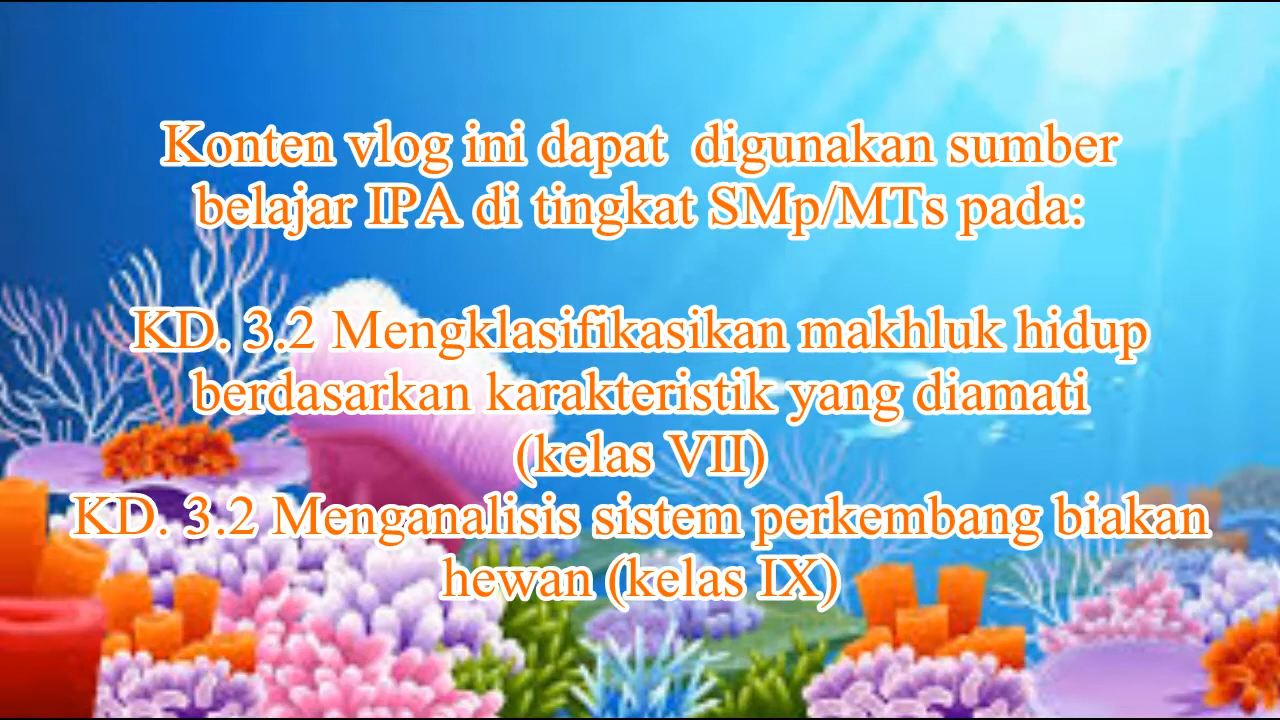 Konten vlog ini dapat  digunakan sumber
belajar IPA di tingkat SMp/MTs pada:
KD. 3.2 Mengklasifikasikan makhluk hidup
berdasarkan karakteristik yang diamati
(kelas VII)
KD. 3.2 Menganalisis sistem perkembang biakan
hewan (kelas IX)